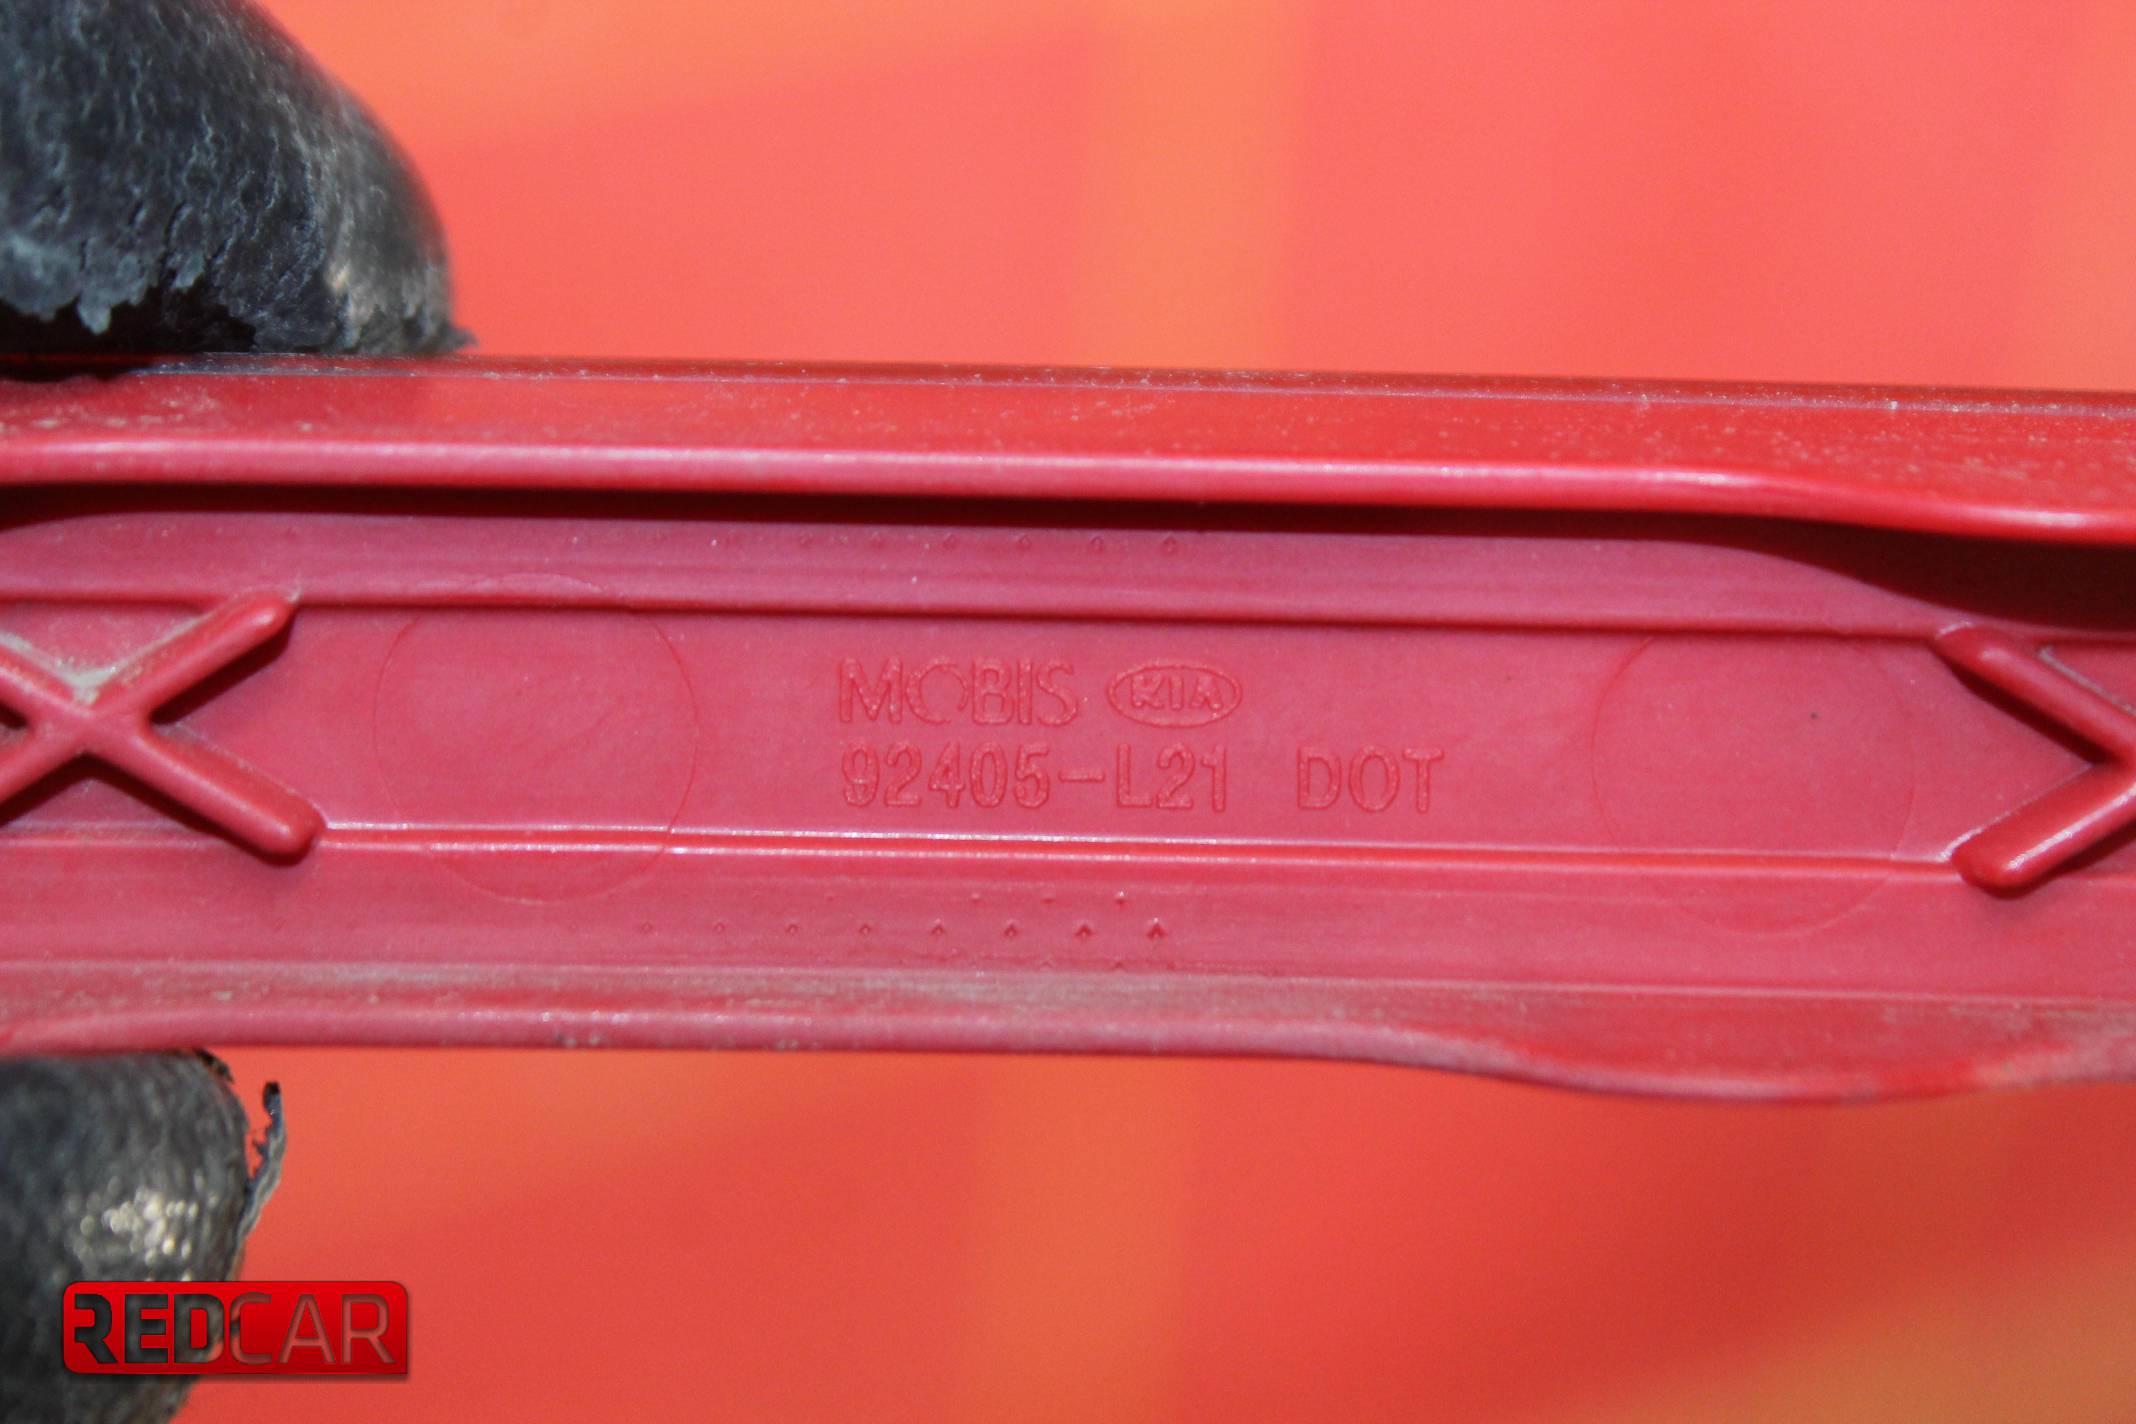 MOBIS KIA
92405-L21 DOT
REDCAR